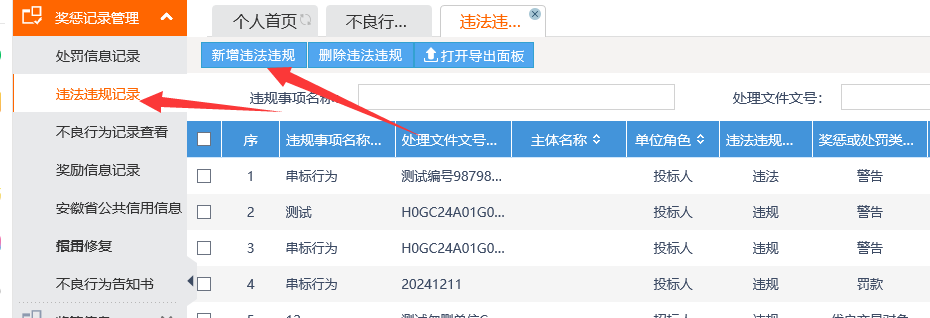 奖惩记录管理
处罚信息记录
违法违规记录
不良行为记录查看
奖励信息记录
安徽省公共信用信息
信用修复
不良行为告知书
个人首页 不良行... 违法违...
新增违法违规 删除违法违规 打开导出面板
违规事项名称 处理文件文号：
序 违规事项名称... 处理文件文号... 主体名称 单位角色 违法违规... 奖惩或处罚类...
1 串标行为 测试编号98798... 投标人 违法 警告
2 测试 H0GC24A01G0... 投标人 违规 警告
3 串标行为 H0GC24A01G0... 投标人 违规 警告
4 串标行为 20241211 投标人 违规 罚款